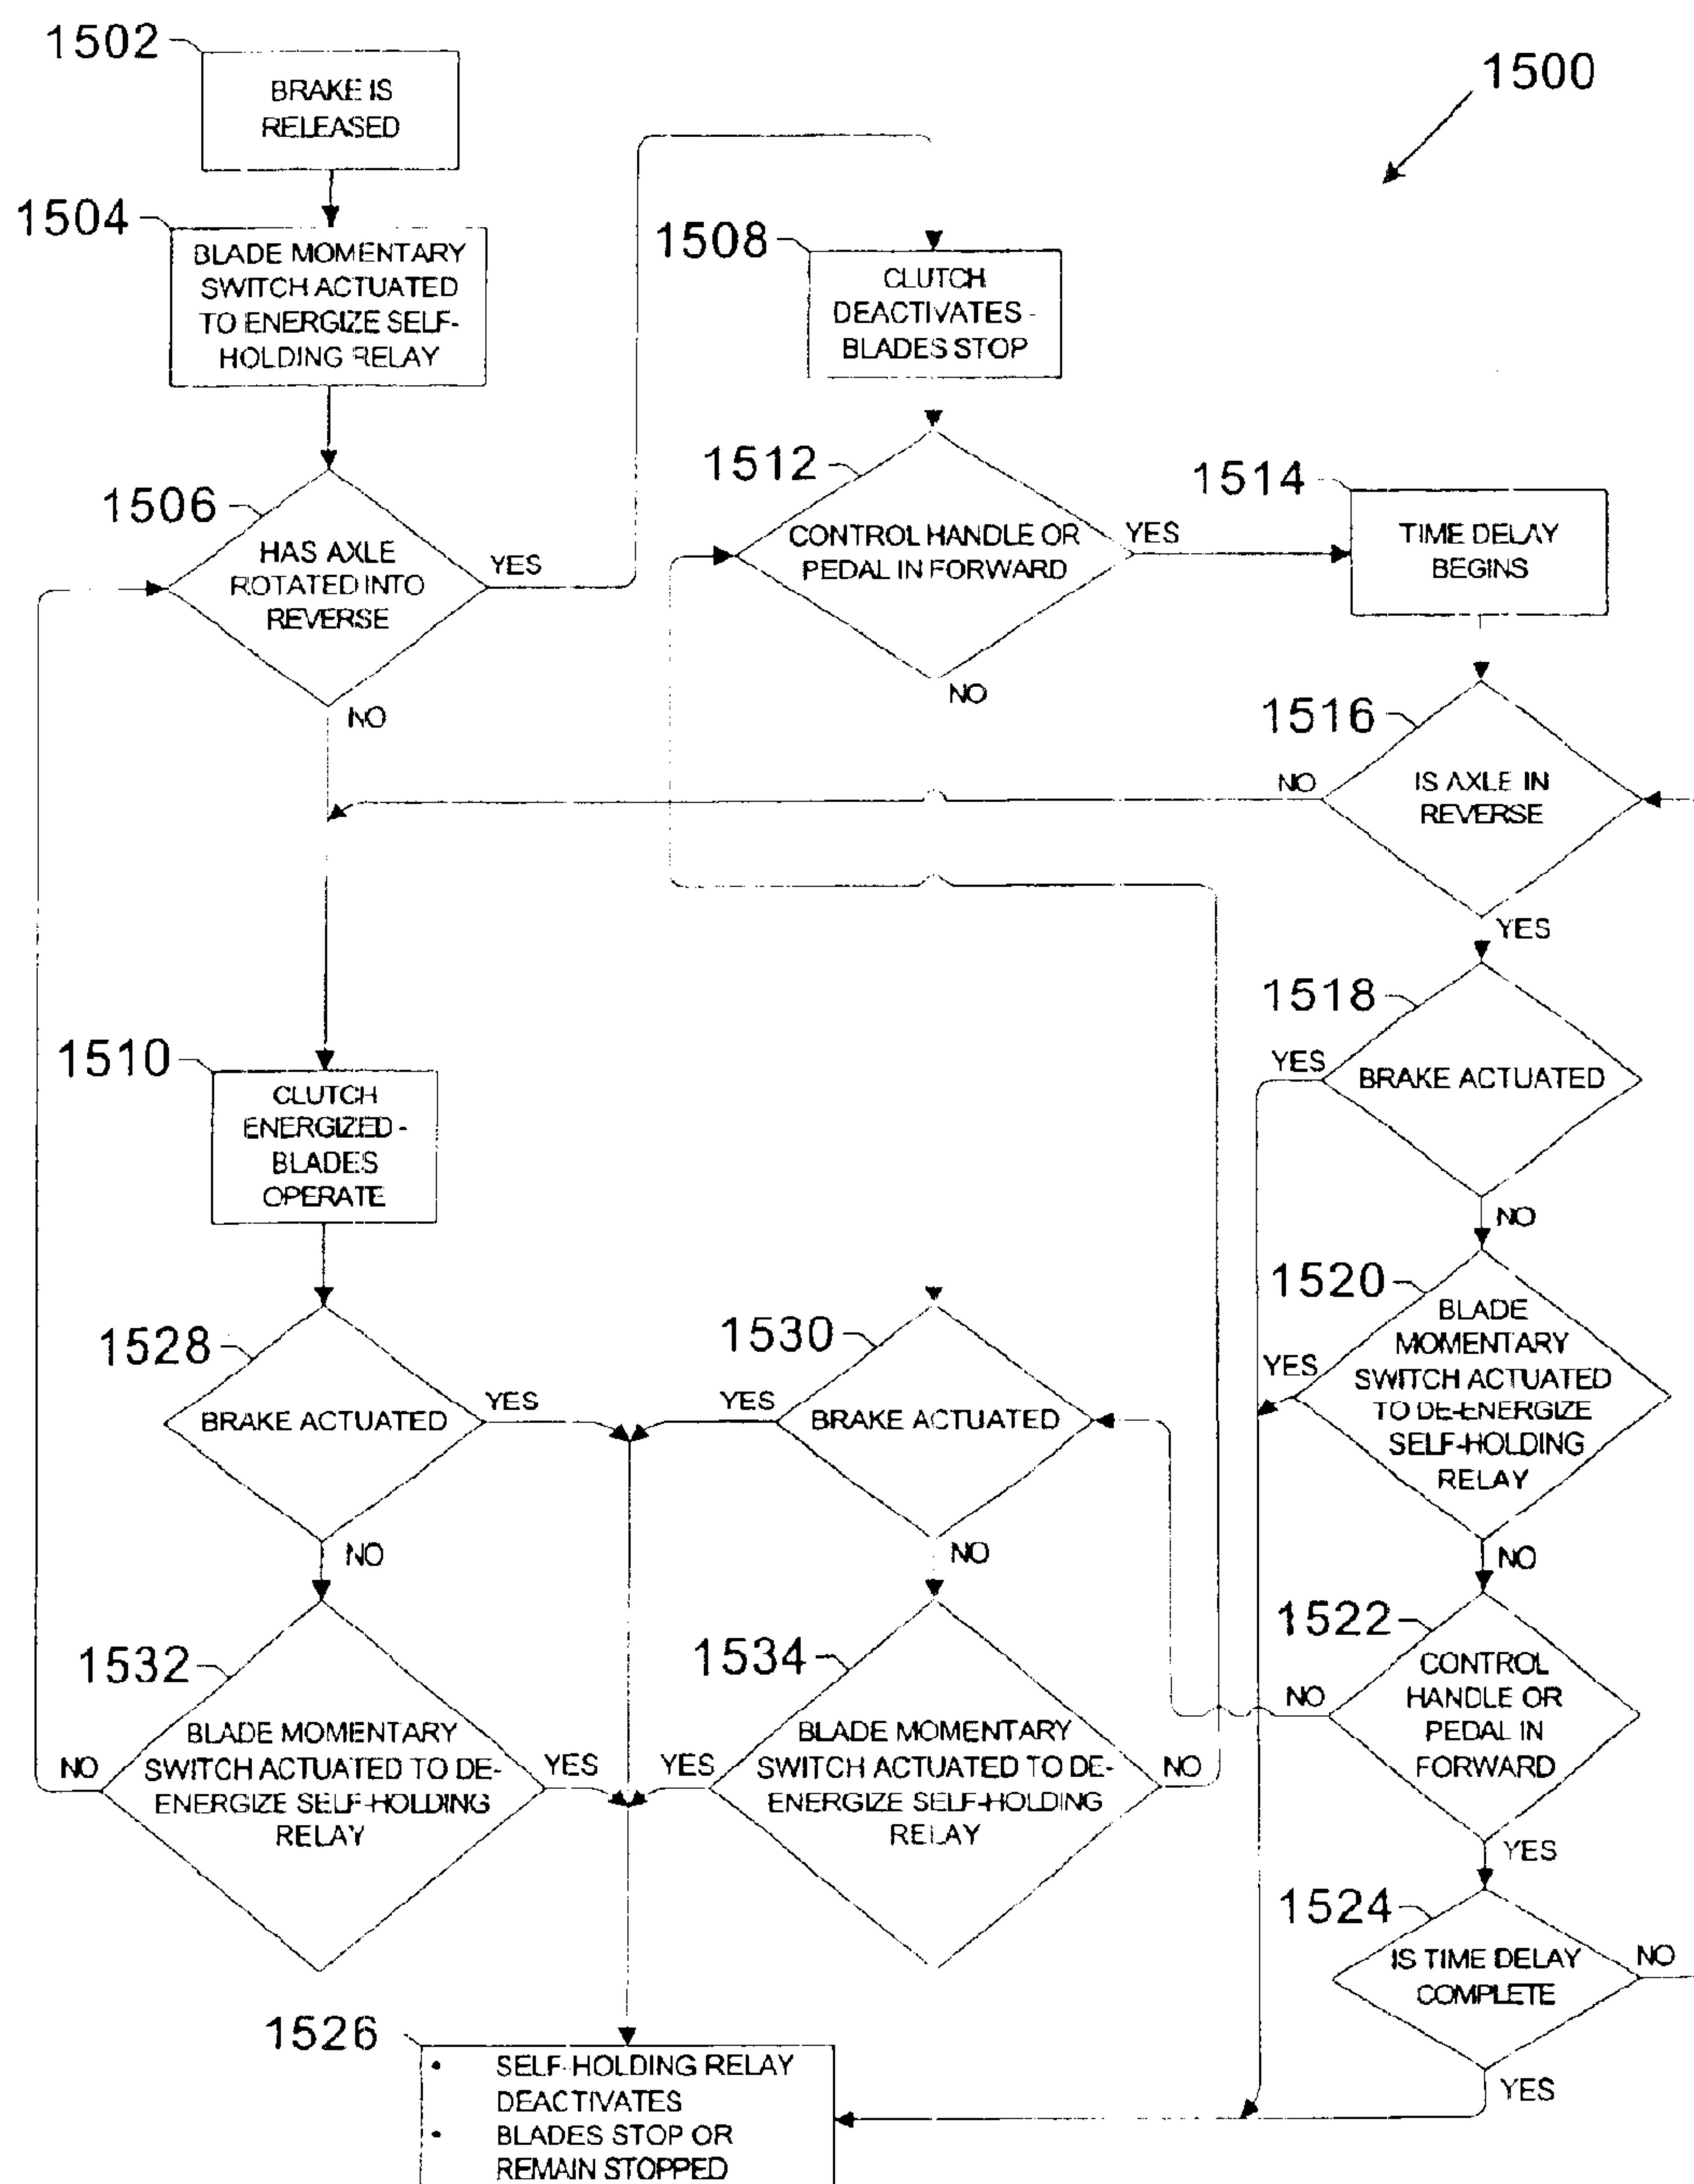 1502
BRAKE IS
RELEASED
1500
1504
BLADE MOMENTARY
SWITCH ACTUATED
TO ENERGIZE SELF-
HOLDING RELAY
1508
CLUTCH
DEACTIVATES -
BLADES STOP
1506
HAS AXLE
ROTATED INTO
REVERSE
YES
NO
1512
CONTROL HANDLE OR
PEDAL IN FORWARD
YES
NO
1514
TIME DELAY
BEGINS
1516
IS AXLE IN
REVERSE
NO
YES
1518
BRAKE ACTUATED
YES
NO
1510
CLUTCH
ENERGIZED -
BLADES
OPERATE
1520
BLADE
MOMENTARY
SWITCH ACTUATED
TO DE-ENERGIZE
SELF-HOLDING
RELAY
YES
NO
1528
BRAKE ACTUATED
YES
NO
1530
BRAKE ACTUATED
YES
NO
1522
CONTROL
HANDLE OR
PEDAL IN
FORWARD
NO
YES
1532
BLADE MOMENTARY
SWITCH ACTUATED TO DE-
ENERGIZE SELF-HOLDING
RELAY
NO
YES
1534
BLADE MOMENTARY
SWITCH ACTUATED TO DE-
ENERGIZE SELF-HOLDING
RELAY
YES
NO
1524
IS TIME DELAY
COMPLETE
NO
YES
1526
• SELF-HOLDING RELAY
DEACTIVATES
• BLADES STOP OR
REMAIN STOPPED